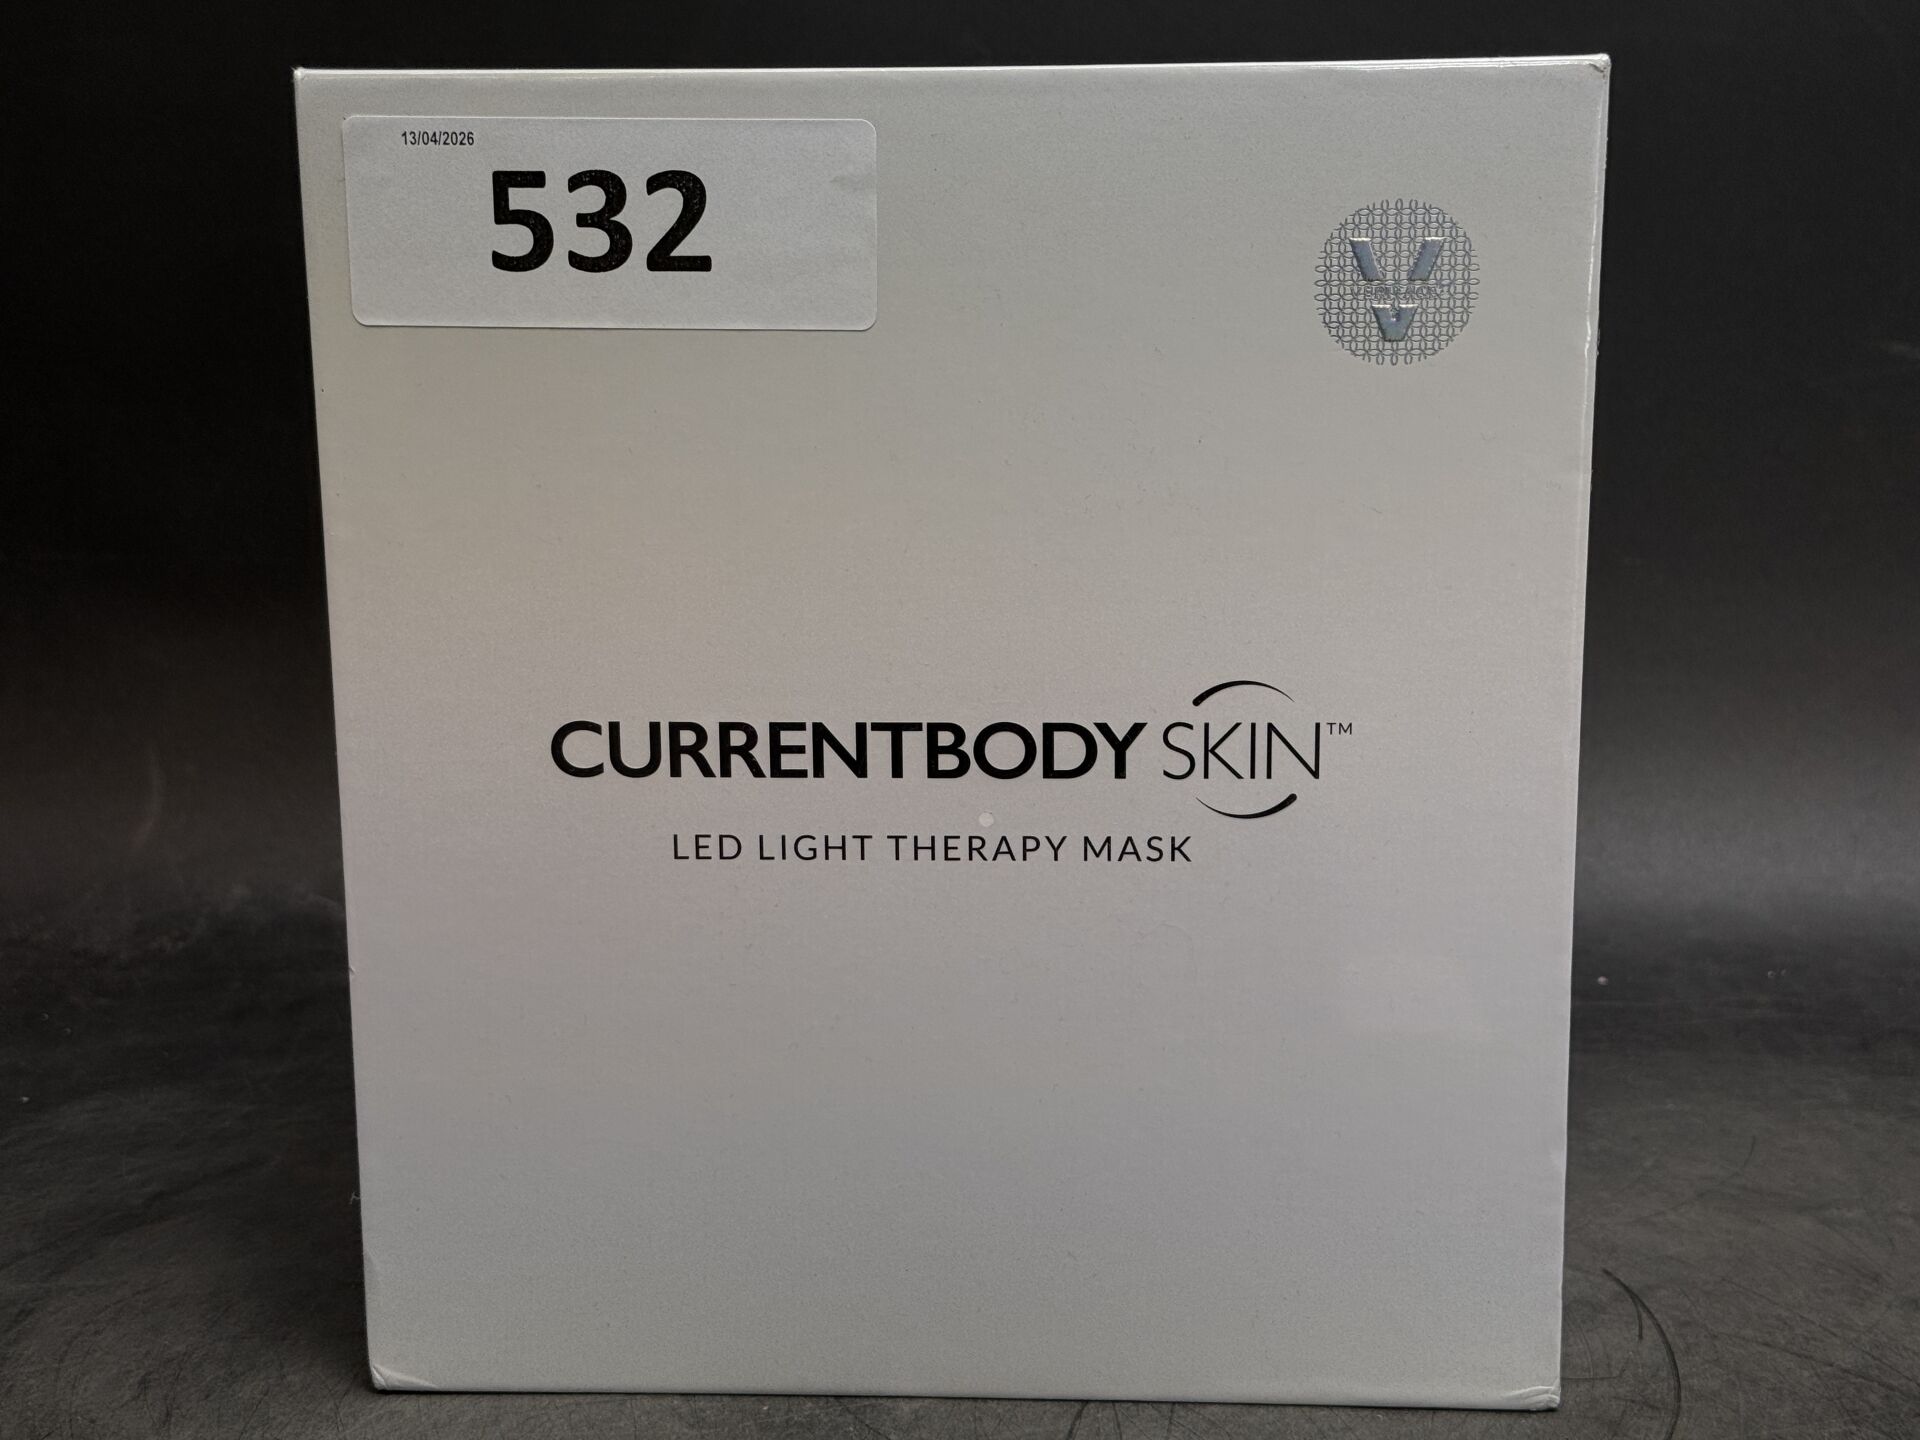 13/04/2026
532
CURRENTBODY SKIN™
LED LIGHT THERAPY MASK